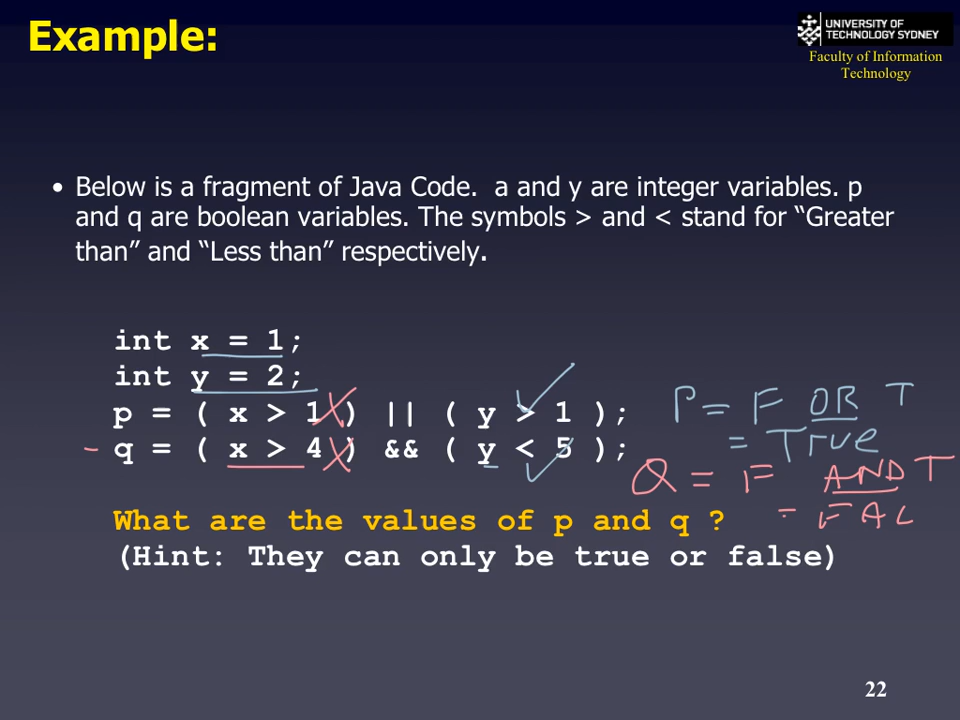 Example:
UNIVERSITY OF
TECHNOLOGY SYDNEY
Faculty of Information
Technology
• Below is a fragment of Java Code. a and y are integer variables. p
and q are boolean variables. The symbols > and < stand for “Greater
than” and “Less than” respectively.
int x = 1;
int y = 2;
p = ( x > 1 ) || ( y > 1 );
q = ( x > 4 ) && ( y < 5 );
P = F OR T
= True
Q = F AND T
= FAL
What are the values of p and q ?
(Hint: They can only be true or false)
22